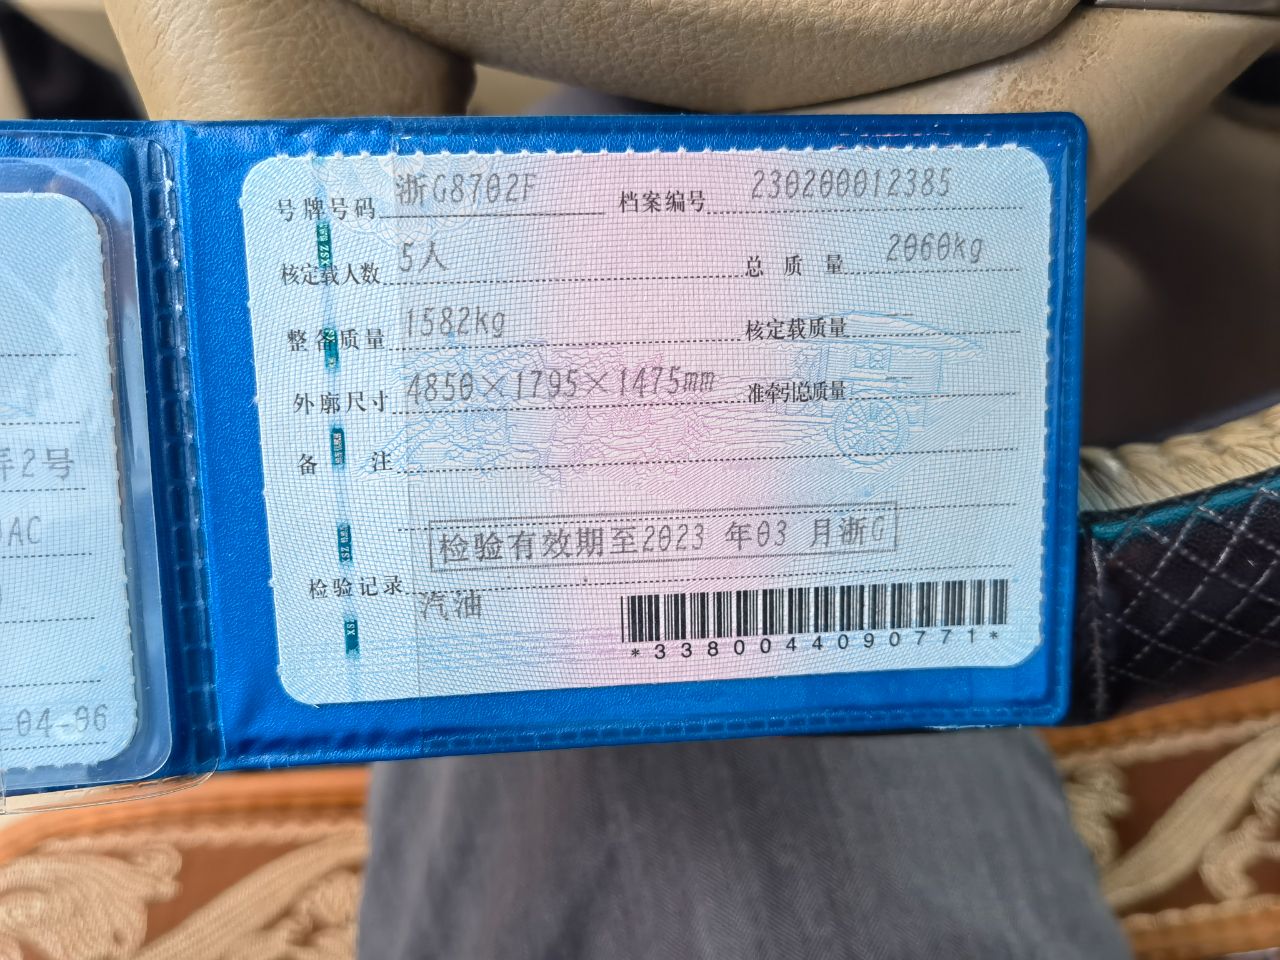 号牌号码 浙G8702F 档案编号 230200012385
核定载人数 5人 总质量 2060kg
整备质量 1582kg 核定载质量 --
外廓尺寸 4850×1795×1475mm 准牵引总质量 --
备注
检验有效期至2023 年03 月浙G
检验记录
汽油
*3380044090771*
弄2号
AC
-04-06